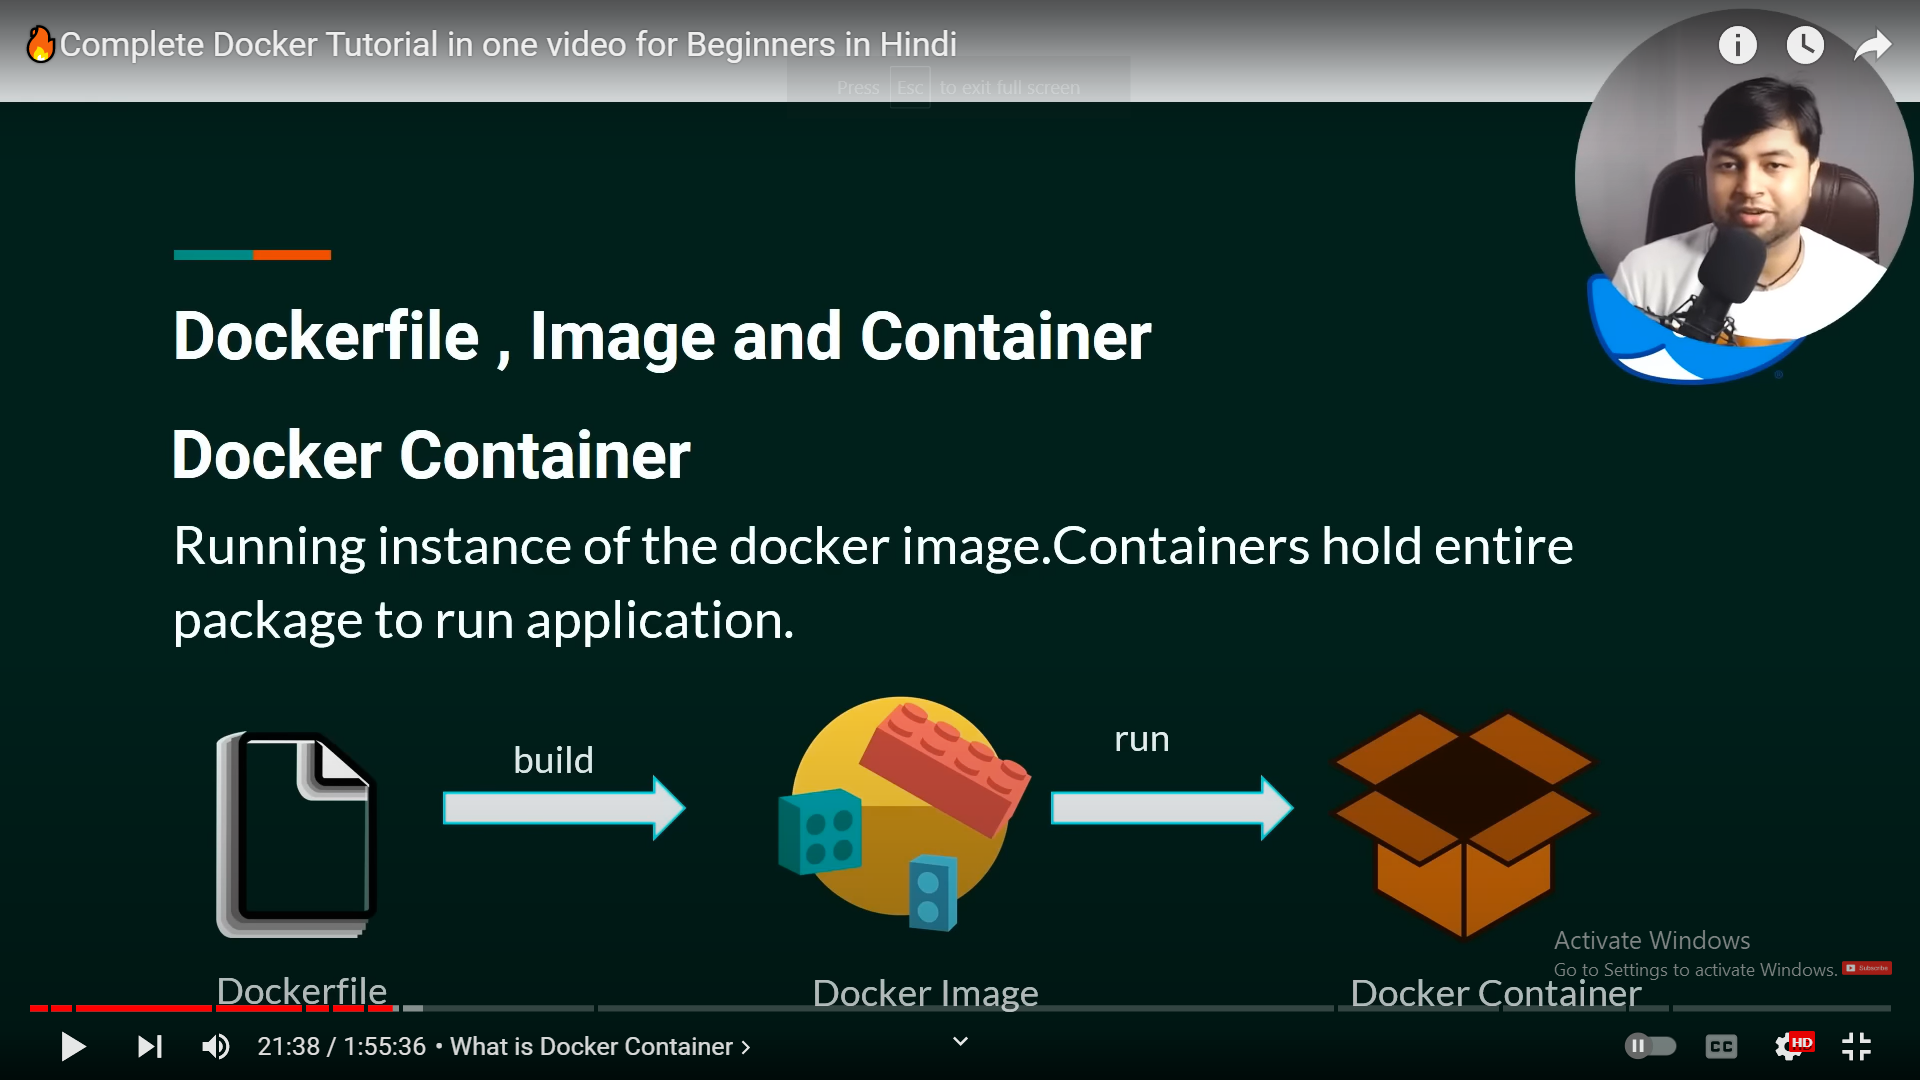 🔥Complete Docker Tutorial in one video for Beginners in Hindi
Press Esc to exit full screen
Dockerfile , Image and Container
Docker Container
Running instance of the docker image.Containers hold entire
package to run application.
build
run
Dockerfile
Docker Image
Docker Container
Activate Windows
Go to Settings to activate Windows.
Subscribe
21:38 / 1:55:36 • What is Docker Container >
CC
HD